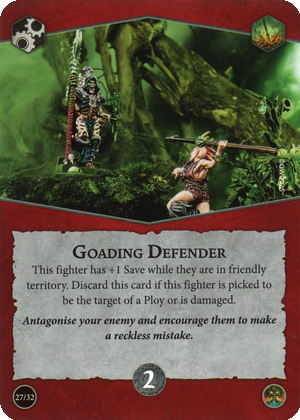 GOADING DEFENDER
This fighter has +1 Save while they are in friendly
territory. Discard this card if this fighter is picked to
be the target of a Ploy or is damaged.
Antagonise your enemy and encourage them to make
a reckless mistake.
27/32
2